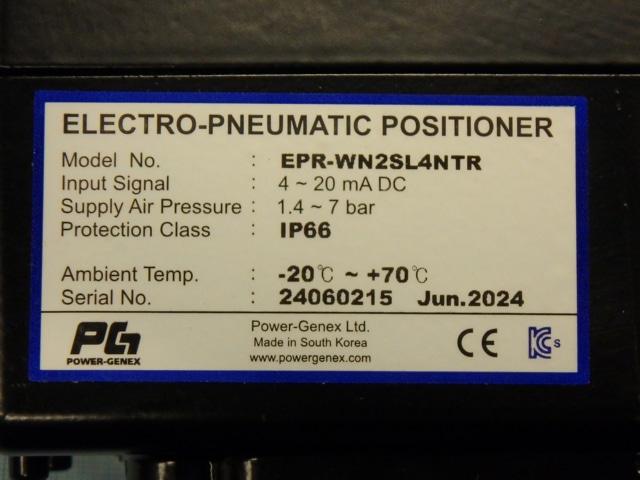 ELECTRO-PNEUMATIC POSITIONER
Model No. : EPR-WN2SL4NTR
Input Signal : 4 ~ 20 mA DC
Supply Air Pressure : 1.4 ~ 7 bar
Protection Class : IP66
Ambient Temp. : -20℃ ~ +70℃
Serial No. : 24060215 Jun.2024
PG
POWER-GENEX
Power-Genex Ltd.
Made in South Korea
www.powergenex.com
CE
KC s